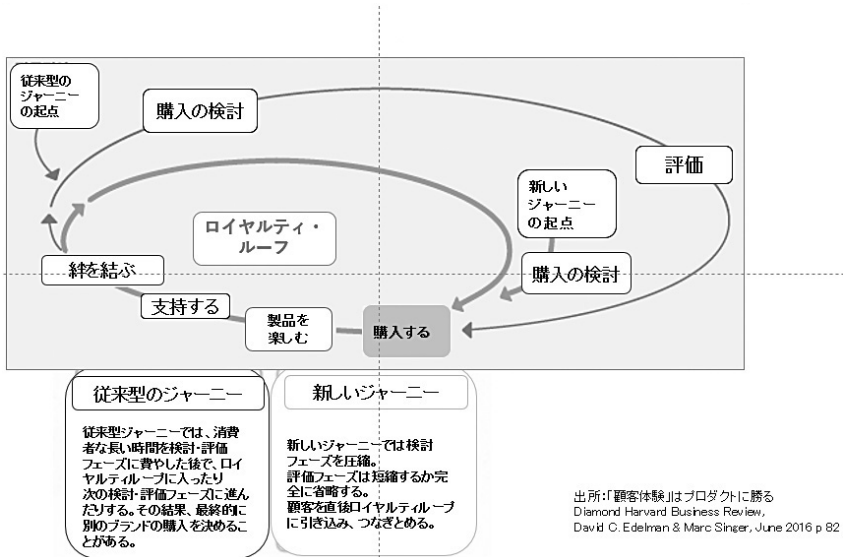 従来型の
ジャーニー
の起点
購入の検討
評価
新しい
ジャーニー
の起点
ロイヤルティ・
ループ
絆を結ぶ
購入の検討
支持する
製品を
楽しむ
購入する
従来型のジャーニー
従来型ジャーニーでは、消費
者な長い時間を検討・評価
フェーズに費やした後で、ロイ
ヤルティループに入ったり
次の検討・評価フェーズに進ん
だりする。その結果、最終的に
別のブランドの購入を決めるこ
とがある。
新しいジャーニー
新しいジャーニーでは検討
フェーズを圧縮。
評価フェーズは短縮するか完
全に省略する。
顧客を直後ロイヤルティループ
に引き込み、つなぎとめる。
出所:「顧客体験」はプロダクトに勝る
Diamond Harvard Business Review,
David C. Edelman & Marc Singer, June 2016 p 82